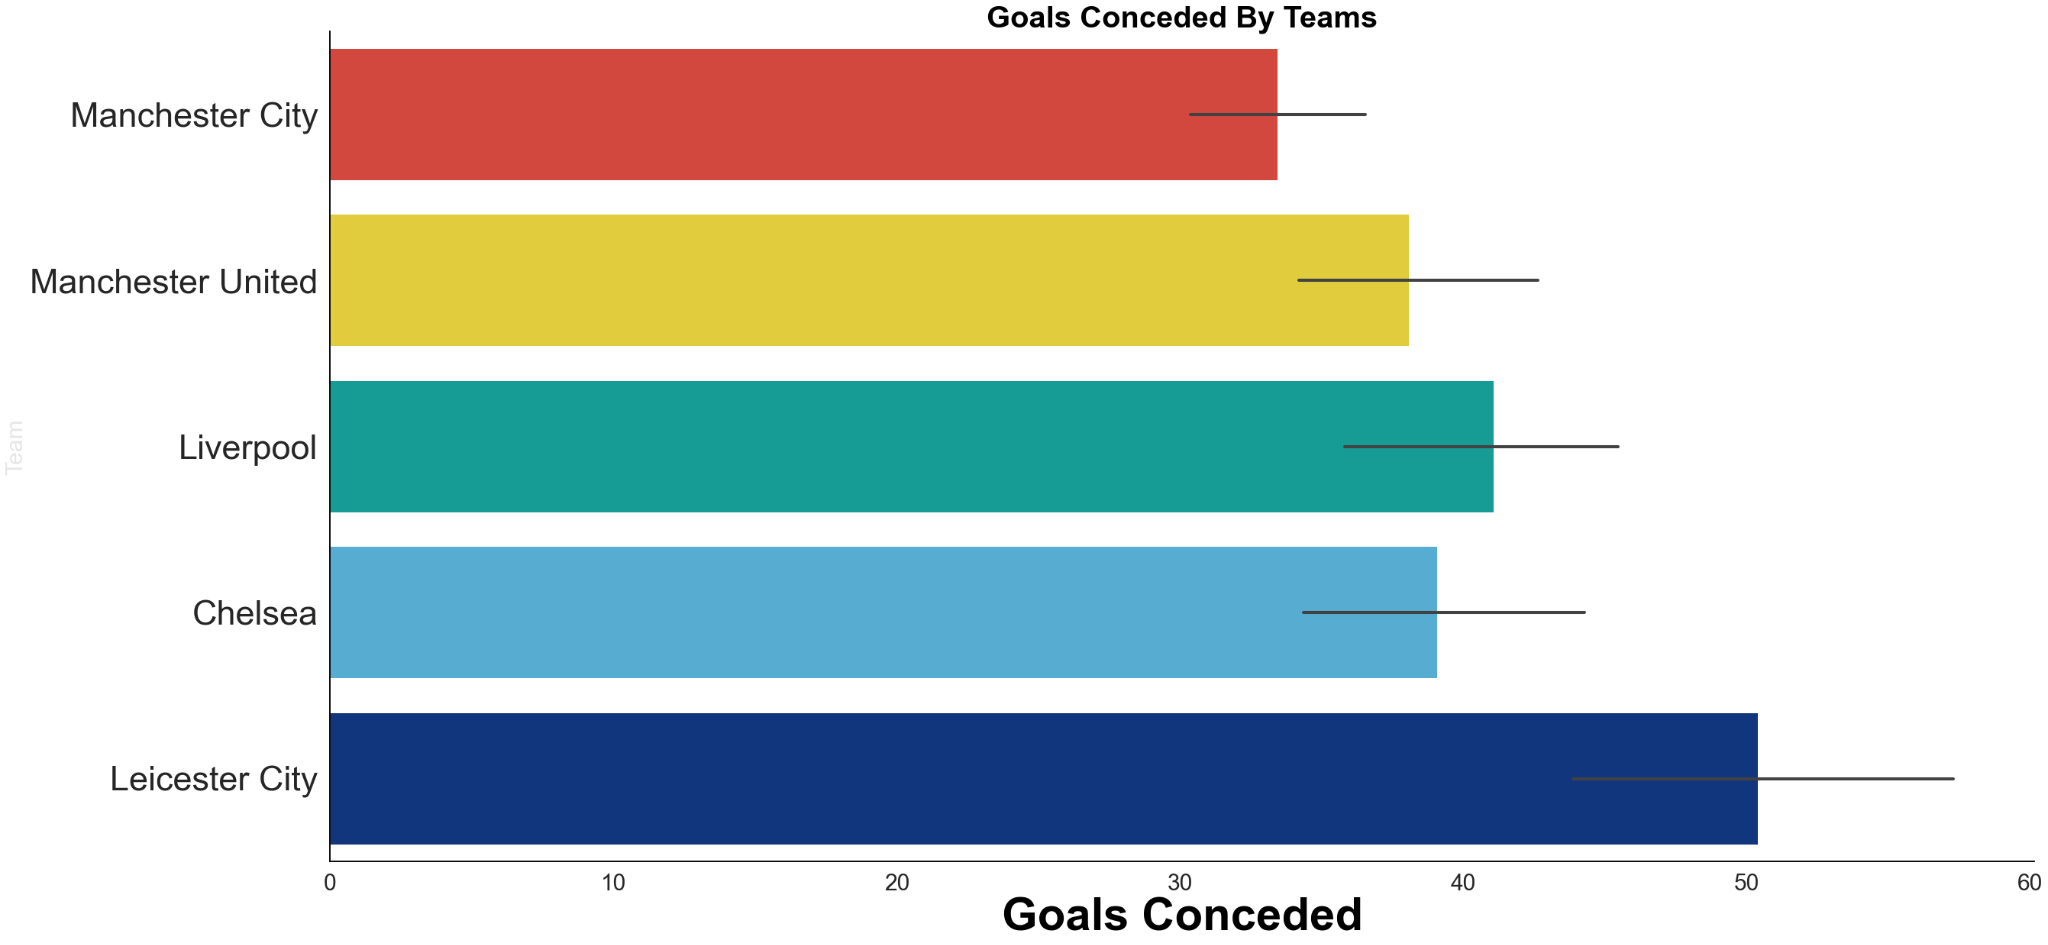 Goals Conceded By Teams
Manchester City
Manchester United
Liverpool
Chelsea
Leicester City
Team
0 10 20 30 40 50 60
Goals Conceded